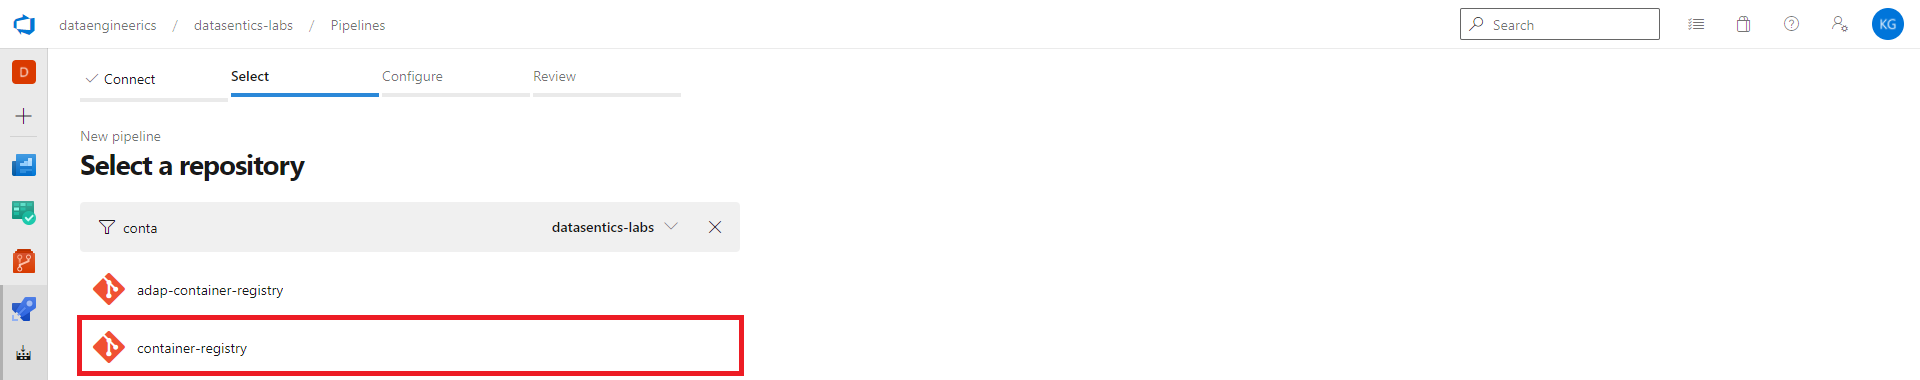 dataengineerics / datasentics-labs / Pipelines
Search
KG
D
Connect
Select
Configure
Review
New pipeline
Select a repository
conta
datasentics-labs
adap-container-registry
container-registry